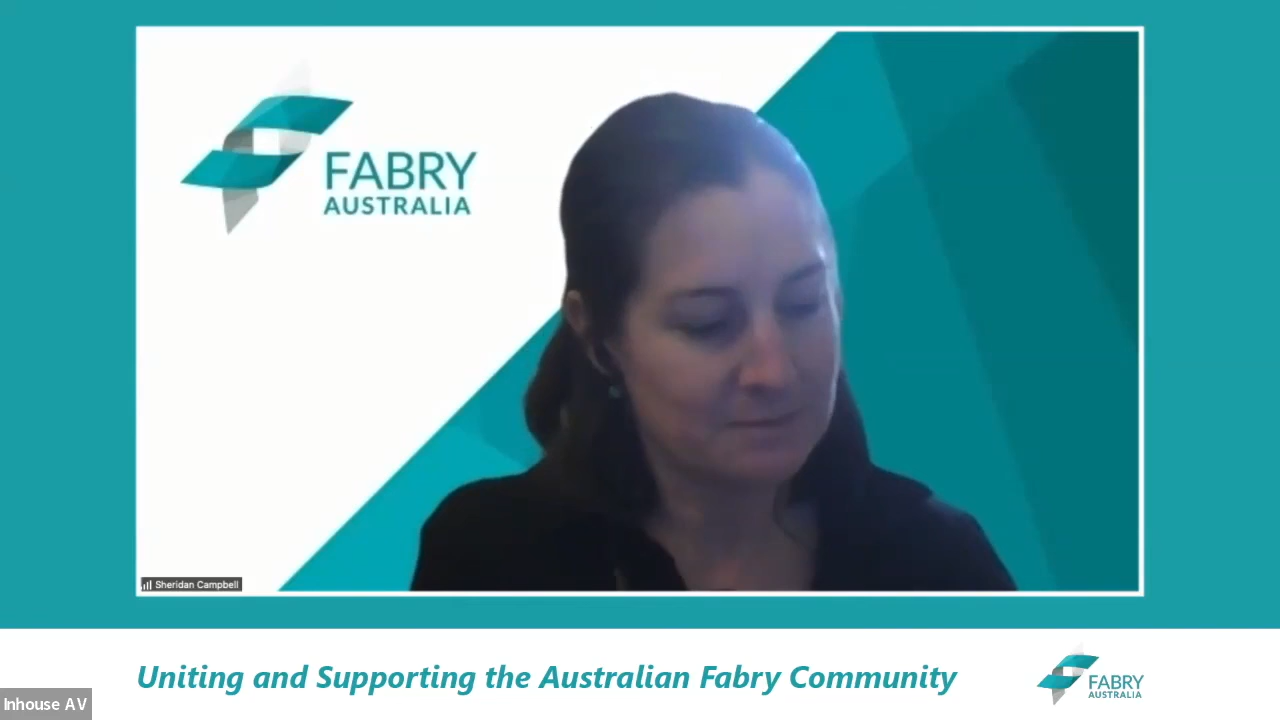 FABRY
AUSTRALIA
Sheridan Campbell
Uniting and Supporting the Australian Fabry Community
FABRY
AUSTRALIA
Inhouse AV